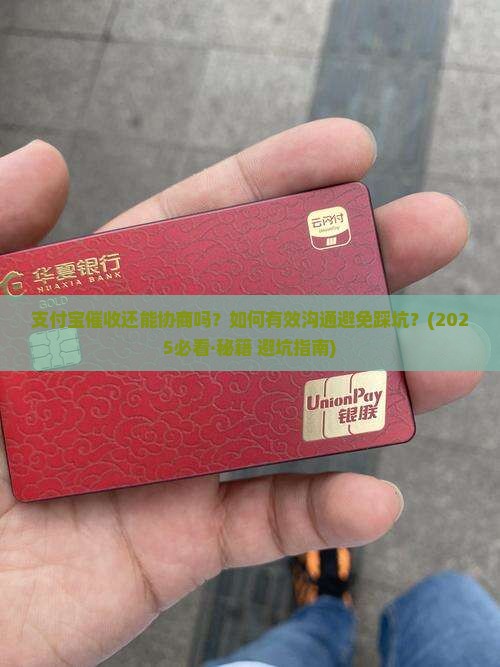 云闪付
UnionPay
华夏银行
HUAXIA BANK
GOLD
支付宝催收还能协商吗？如何有效沟通避免踩坑？(202
5必看·秘籍 避坑指南)
UnionPay
银联